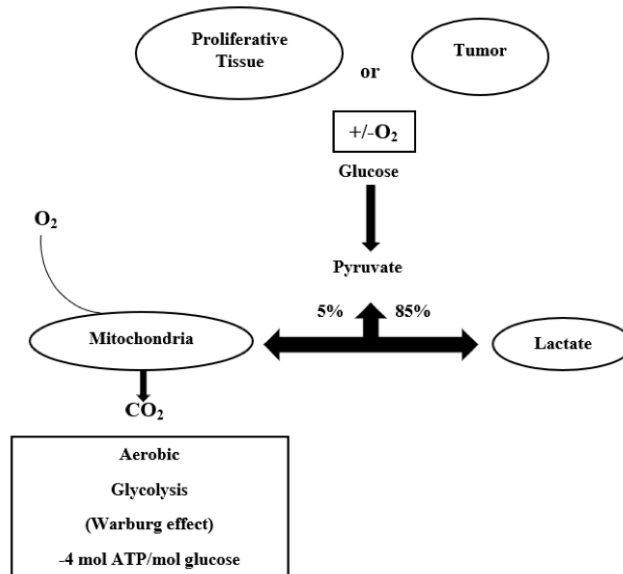 Proliferative
Tissue
or
Tumor
+/-O₂
Glucose
O₂
Pyruvate
5% 85%
Mitochondria
Lactate
CO₂
Aerobic
Glycolysis
(Warburg effect)
-4 mol ATP/mol glucose